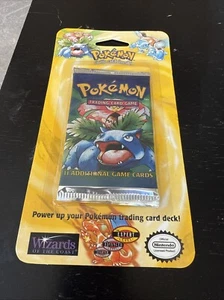 POKéMON
POKéMON
TRADING CARD GAME
ADDITIONAL GAME CARDS
Power up your Pokémon trading card deck!
Wizards
OF THE COAST
EXPERT
Nintendo